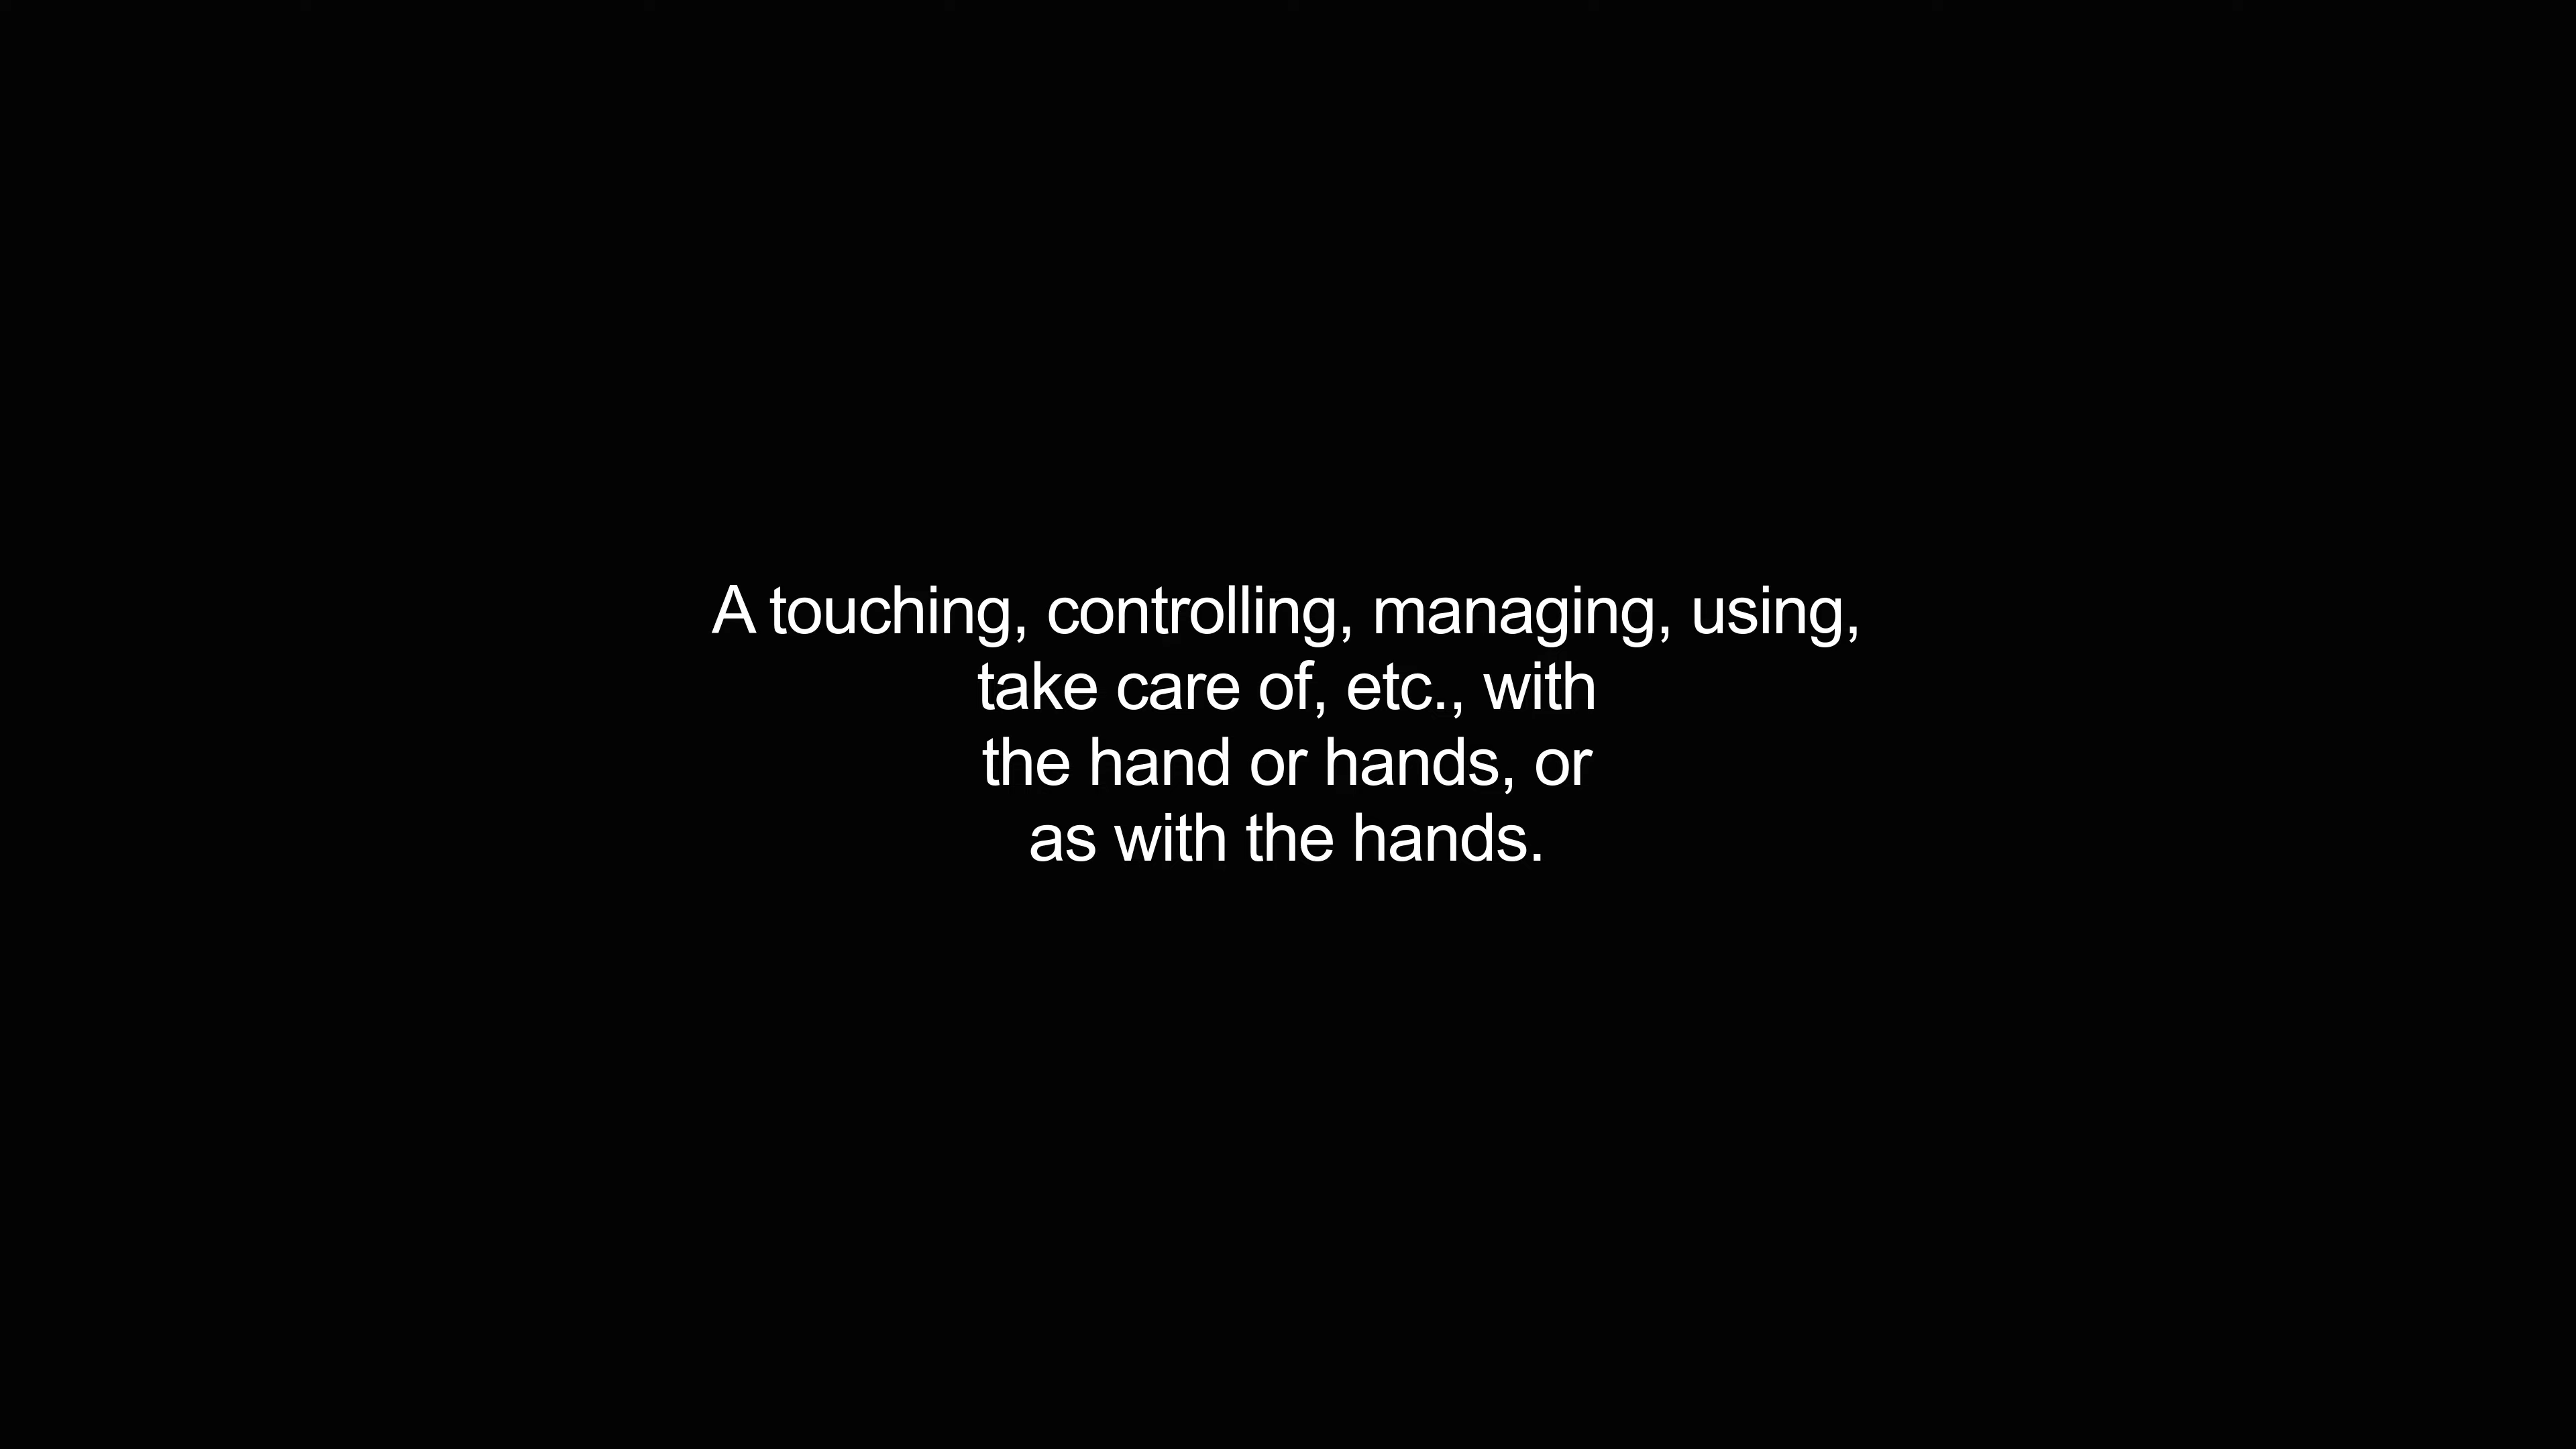 A touching, controlling, managing, using,
take care of, etc., with
the hand or hands, or
as with the hands.